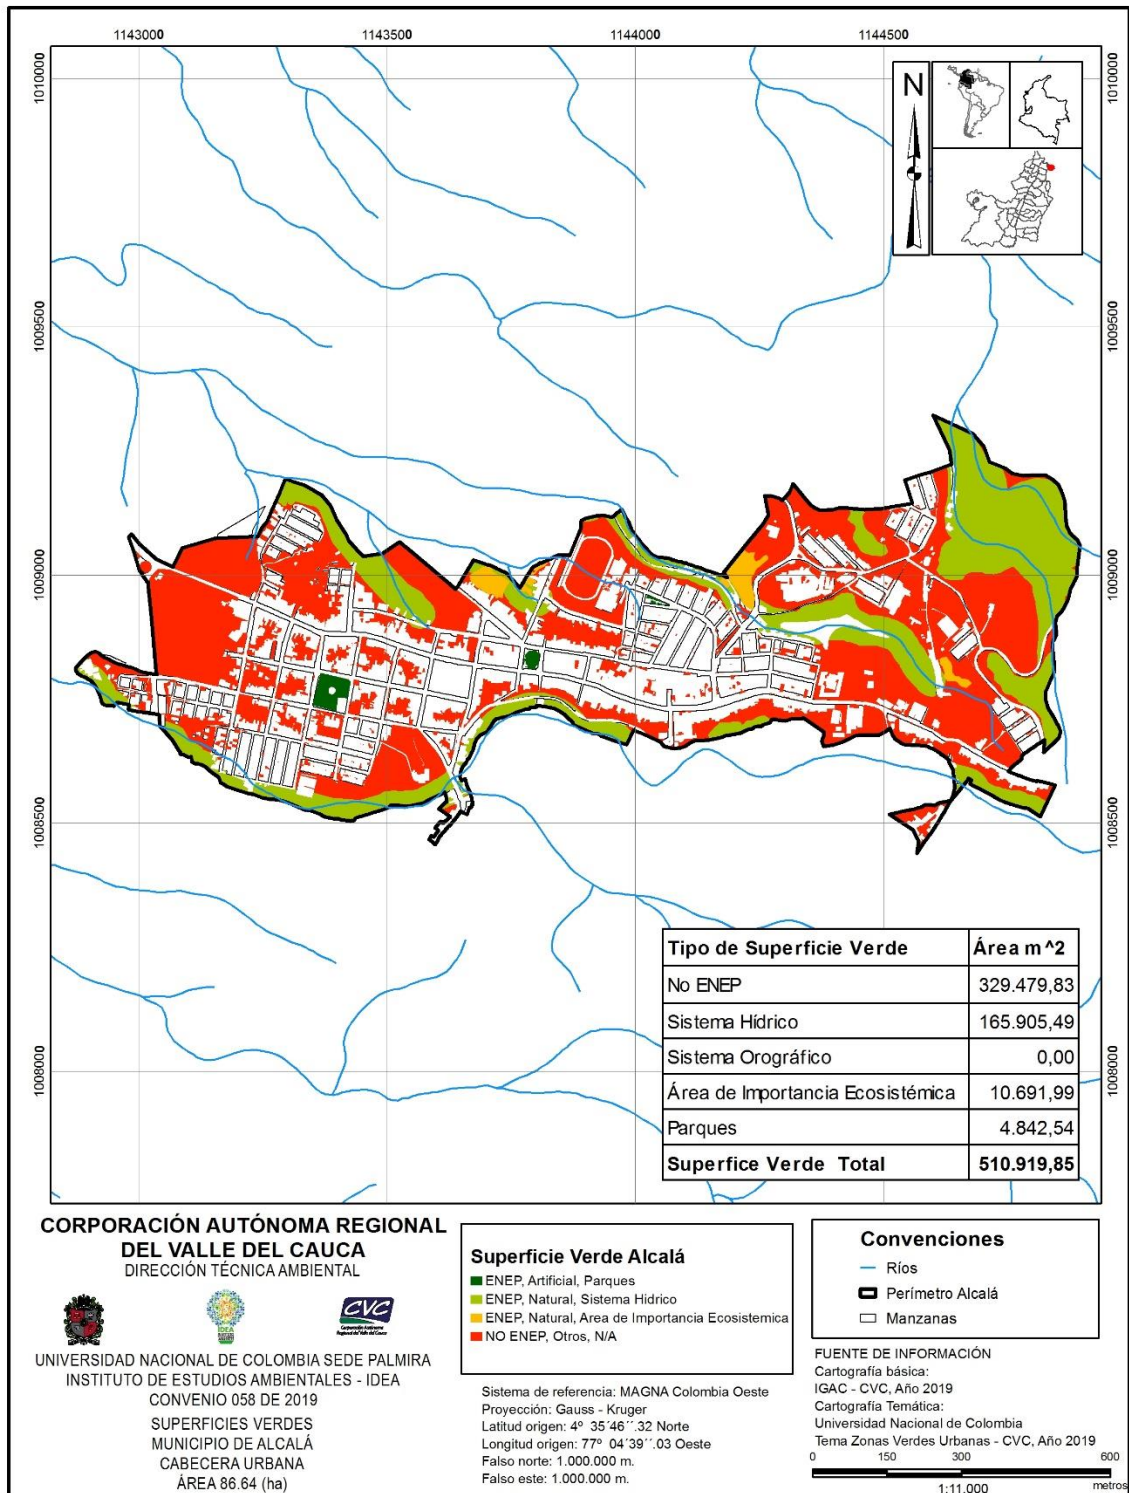 1143000 1143500 1144000 1144500
1010000 1010000
N
1009500 1009500
1009000 1009000
1008500 1008500
1008000 1008000
Tipo de Superficie Verde Área m ^2
No ENEP 329.479,83
Sistema Hídrico 165.905,49
Sistema Orográfico 0,00
Área de Importancia Ecosistémica 10.691,99
Parques 4.842,54
Superfice Verde Total 510.919,85
CORPORACIÓN AUTÓNOMA REGIONAL
DEL VALLE DEL CAUCA
DIRECCIÓN TÉCNICA AMBIENTAL
IDEA
CVC
UNIVERSIDAD NACIONAL DE COLOMBIA SEDE PALMIRA
INSTITUTO DE ESTUDIOS AMBIENTALES - IDEA
CONVENIO 058 DE 2019
SUPERFICIES VERDES
MUNICIPIO DE ALCALÁ
CABECERA URBANA
ÁREA 86.64 (ha)
Superficie Verde Alcalá
ENEP, Artificial, Parques
ENEP, Natural, Sistema Hidrico
ENEP, Natural, Area de Importancia Ecosistemica
NO ENEP, Otros, N/A
Sistema de referencia: MAGNA Colombia Oeste
Proyección: Gauss - Kruger
Latitud origen: 4º 35´46´´.32 Norte
Longitud origen: 77º 04´39´´.03 Oeste
Falso norte: 1.000.000 m.
Falso este: 1.000.000 m.
Convenciones
Ríos
Perímetro Alcalá
Manzanas
FUENTE DE INFORMACIÓN
Cartografía básica:
IGAC - CVC, Año 2019
Cartografía Temática:
Universidad Nacional de Colombia
Tema Zonas Verdes Urbanas - CVC, Año 2019
0 150 300 600
metros
1:11.000